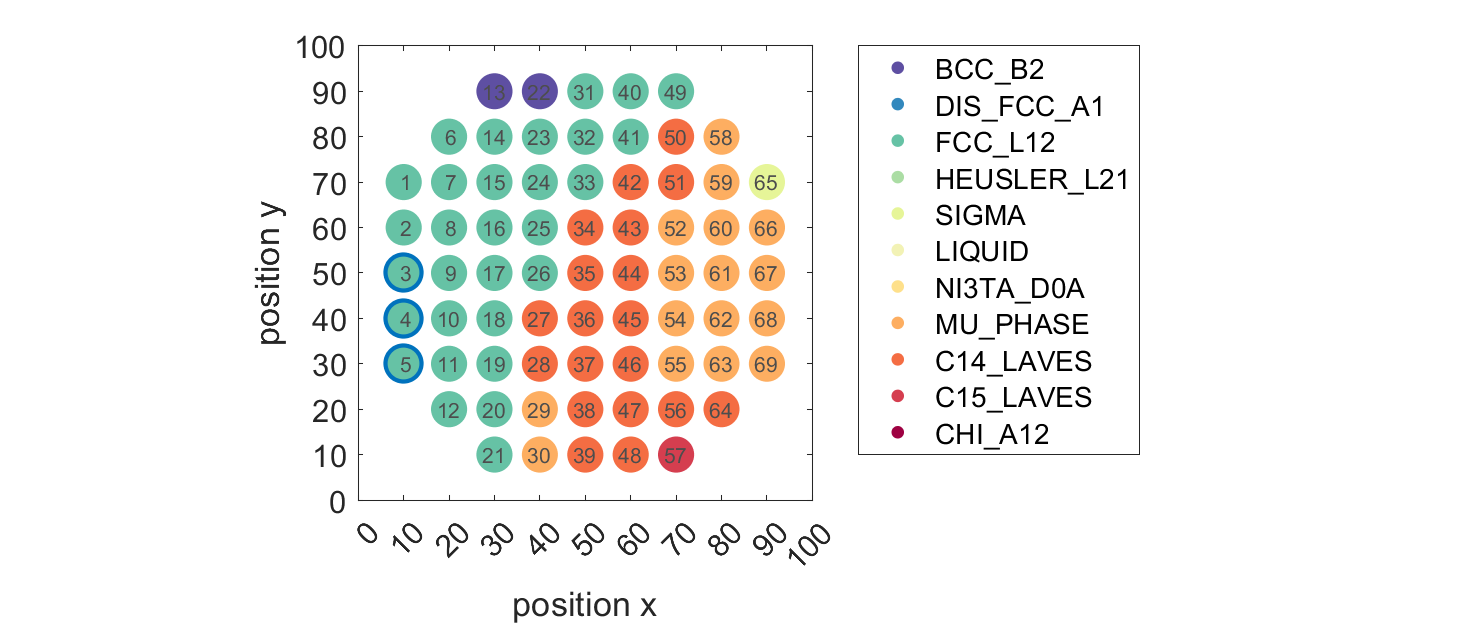 100
90
80
70
60
50
40
30
20
10
0
position y
13 22 31 40 49
6 14 23 32 41 50 58
1 7 15 24 33 42 51 59 65
2 8 16 25 34 43 52 60 66
3 9 17 26 35 44 53 61 67
4 10 18 27 36 45 54 62 68
5 11 19 28 37 46 55 63 69
12 20 29 38 47 56 64
21 30 39 48 57
0 10 20 30 40 50 60 70 80 90 100
position x
BCC_B2
DIS_FCC_A1
FCC_L12
HEUSLER_L21
SIGMA
LIQUID
NI3TA_D0A
MU_PHASE
C14_LAVES
C15_LAVES
CHI_A12